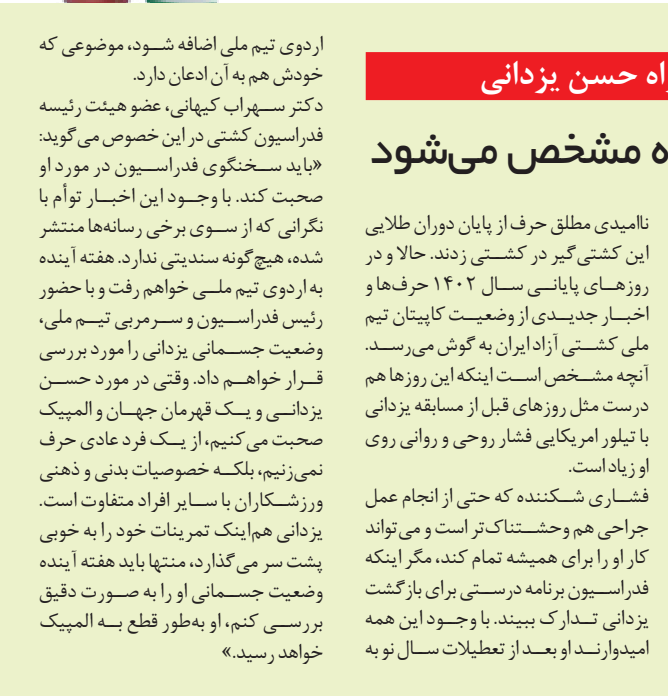 راه حسن یزدانی
ه مشخص می‌شود
ناامیدی مطلق حرف از پایان دوران طلایی
این کشتی‌گیر در کشتی زدند. حالا و در
روزهای پایانی سال ۱۴۰۲ حرف‌ها و
اخبار جدیدی از وضعیت کاپیتان تیم
ملی کشتی آزاد ایران به گوش می‌رسد.
آنچه مشخص است اینکه این روزها هم
درست مثل روزهای قبل از مسابقه یزدانی
با تیلور امریکایی فشار روحی و روانی روی
او زیاد است.
فشاری شکننده که حتی از انجام عمل
جراحی هم وحشتناک‌تر است و می‌تواند
کار او را برای همیشه تمام کند، مگر اینکه
فدراسیون برنامه درستی برای بازگشت
یزدانی تدارک ببیند. با وجود این همه
امیدوارند او بعد از تعطیلات سال نو به
اردوی تیم ملی اضافه شود، موضوعی که
خودش هم به آن ادعان دارد.
دکتر سهراب کیهانی، عضو هیئت رئیسه
فدراسیون کشتی در این خصوص می‌گوید:
«باید سخنگوی فدراسیون در مورد او
صحبت کند. با وجود این اخبار توأم با
نگرانی که از سوی برخی رسانه‌ها منتشر
شده، هیچ‌گونه سندیتی ندارد. هفته آینده
به اردوی تیم ملی خواهم رفت و با حضور
رئیس فدراسیون و سرمربی تیم ملی،
وضعیت جسمانی یزدانی را مورد بررسی
قرار خواهم داد. وقتی در مورد حسن
یزدانی و یک قهرمان جهان و المپیک
صحبت می‌کنیم، از یک فرد عادی حرف
نمی‌زنیم، بلکه خصوصیات بدنی و ذهنی
ورزشکاران با سایر افراد متفاوت است.
یزدانی هم‌اینک تمرینات خود را به خوبی
پشت سر می‌گذارد، منتها باید هفته آینده
وضعیت جسمانی او را به صورت دقیق
بررسی کنم، او به‌طور قطع به المپیک
خواهد رسید.»